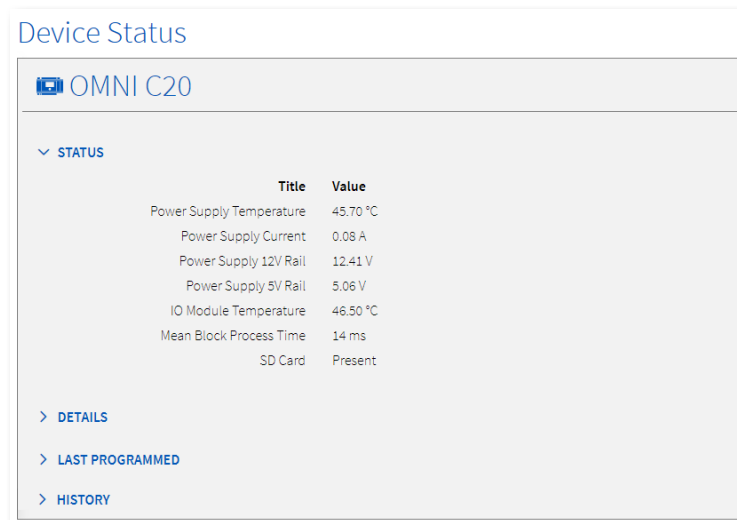 Device Status
OMNI C20
STATUS
Title Value
Power Supply Temperature 45.70 °C
Power Supply Current 0.08 A
Power Supply 12V Rail 12.41 V
Power Supply 5V Rail 5.06 V
IO Module Temperature 46.50 °C
Mean Block Process Time 14 ms
SD Card Present
DETAILS
LAST PROGRAMMED
HISTORY